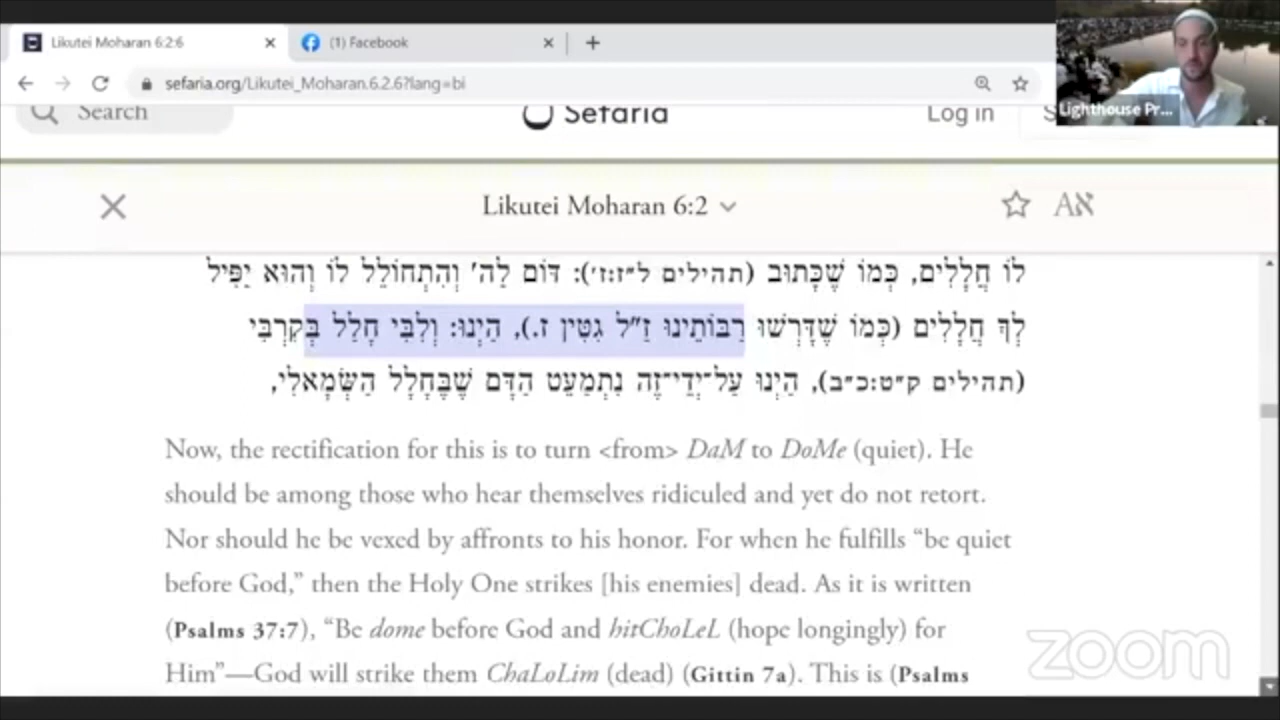 Likutei Moharan 6:2:6
(1) Facebook
sefaria.org/Likutei_Moharan.6.2.6?lang=bi
Search
Sefaria
Log in
Lighthouse Pr...
Likutei Moharan 6:2
Aא
לוֹ חֲלָלִים, כְּמוֹ שֶׁכָּתוּב (תהילים ל״ז:ז׳): דּוֹם לַה' וְהִתְחוֹלֵל לוֹ וְהוּא יַפִּיל
לְךָ חֲלָלִים (כְּמוֹ שֶׁדָּרְשׁוּ רַבּוֹתֵינוּ זַ"ל גִטִּין ז.), הַיְנוּ: וְלִבִּי חָלַל בְּקִרְבִּי
(תהילים ק״ט:כ״ב), הַיְנוּ עַל־יְדֵי־זֶה נִתְמַעֵט הַדָּם שֶׁבֶּחָלָל הַשְּׂמָאלִי,
Now, the rectification for this is to turn <from> DaM to DoMe (quiet). He
should be among those who hear themselves ridiculed and yet do not retort.
Nor should he be vexed by affronts to his honor. For when he fulfills “be quiet
before God,” then the Holy One strikes [his enemies] dead. As it is written
(Psalms 37:7), “Be dome before God and hitChoLeL (hope longingly) for
Him”—God will strike them ChaLoLim (dead) (Gittin 7a). This is (Psalms
zoom